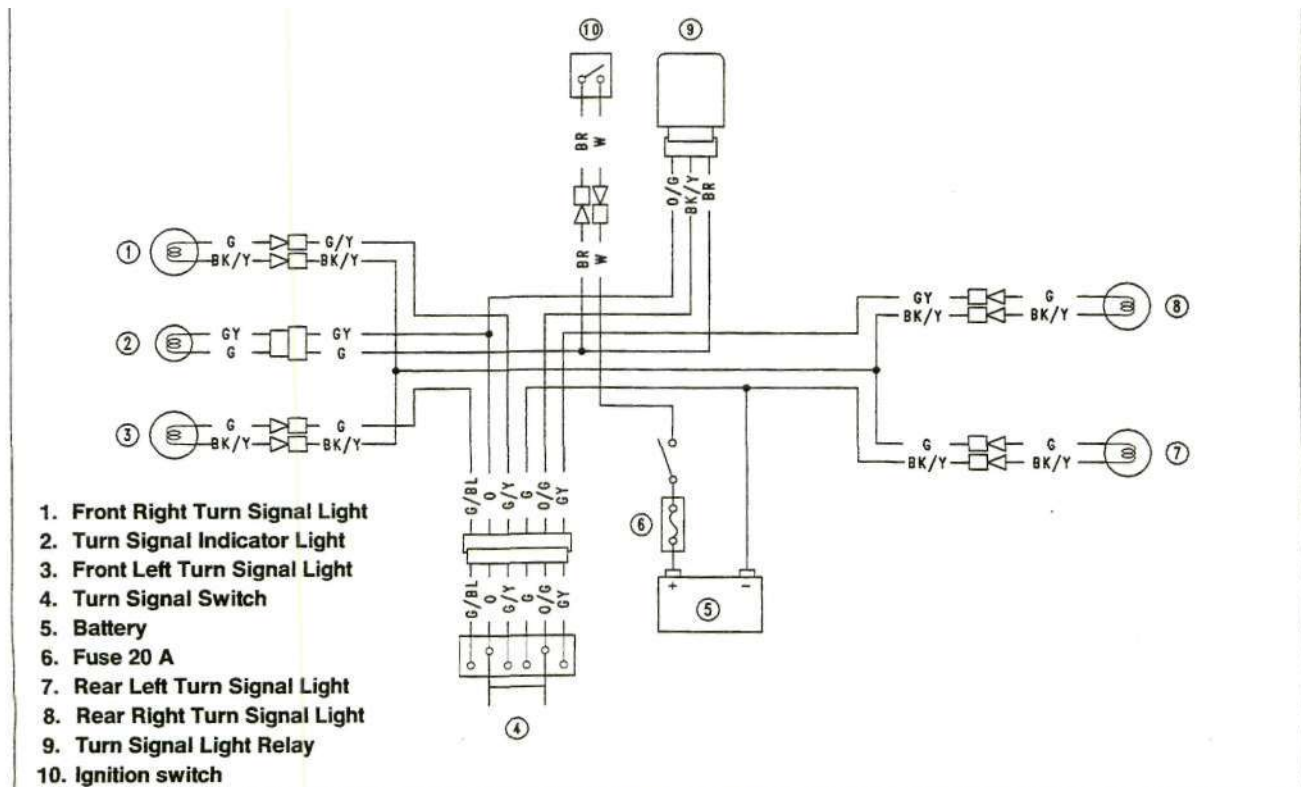 10
9
BR W
O/G BK/Y BR
BR W
1 G G/Y
BK/Y BK/Y
GY G
8
BK/Y BK/Y
2 GY GY
G G
3 G G
BK/Y BK/Y
G G
7
BK/Y BK/Y
G/BL O G/Y G O/G GY
6
+ -
5
G/BL O G/Y G O/G GY
4
1. Front Right Turn Signal Light
2. Turn Signal Indicator Light
3. Front Left Turn Signal Light
4. Turn Signal Switch
5. Battery
6. Fuse 20 A
7. Rear Left Turn Signal Light
8. Rear Right Turn Signal Light
9. Turn Signal Light Relay
10. Ignition switch